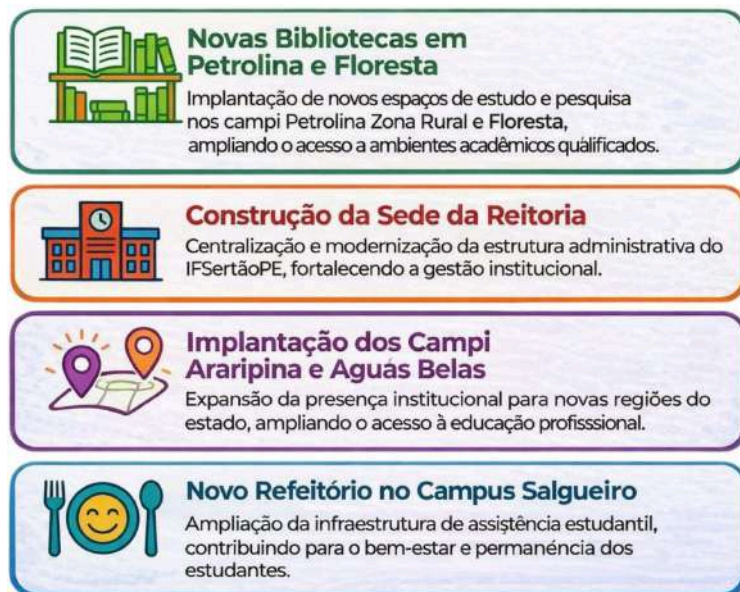 Novas Bibliotecas em
Petrolina e Floresta
Implantação de novos espaços de estudo e pesquisa
nos campi Petrolina Zona Rural e Floresta,
ampliando o acesso a ambientes acadêmicos qualificados.
Construção da Sede da Reitoria
Centralização e modernização da estrutura administrativa do
IFSertãoPE, fortalecendo a gestão institucional.
Implantação dos Campi
Araripina e Aguás Belas
Expansão da presença institucional para novas regiões do
estado, ampliando o acesso à educação profisssional.
Novo Refeitório no Campus Salgueiro
Ampliação da infraestrutura de assistência estudantil,
contribuindo para o bem-estar e permanéncia dos
estudantes.